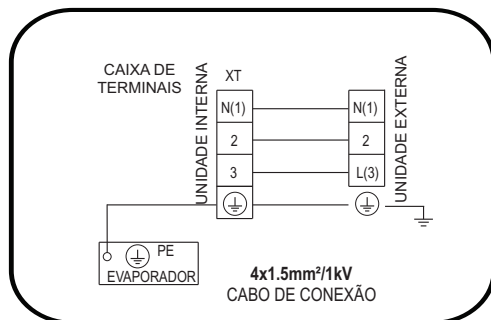 CAIXA DE
TERMINAIS
UNIDADE INTERNA
XT
N(1)
2
3
N(1)
2
L(3)
UNIDADE EXTERNA
PE
EVAPORADOR
4x1.5mm²/1kV
CABO DE CONEXÃO